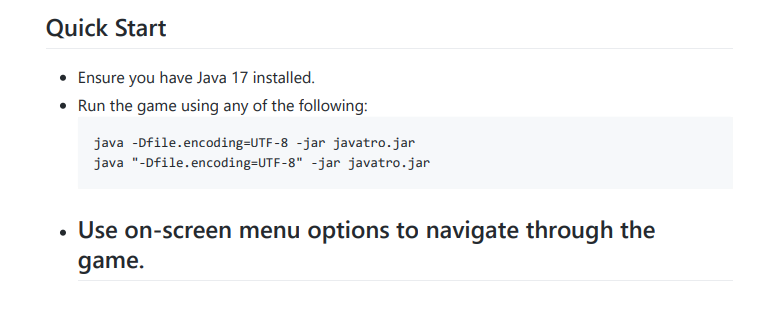 Quick Start
• Ensure you have Java 17 installed.
• Run the game using any of the following:
java -Dfile.encoding=UTF-8 -jar javatro.jar
java "-Dfile.encoding=UTF-8" -jar javatro.jar
• Use on-screen menu options to navigate through the
game.